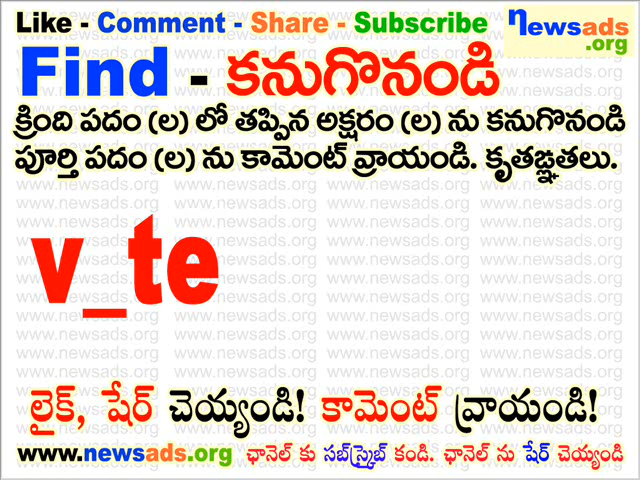 Like - Comment - Share - Subscribe
newsads
.org
Find - కనుగొనండి
క్రింది పదం (ల) లో తప్పిన అక్షరం (ల) ను కనుగొనండి
పూర్తి పదం (ల) ను కామెంట్ వ్రాయండి. కృతఙ్ఞతలు.
v_te
లైక్, షేర్ చెయ్యండి! కామెంట్ వ్రాయండి!
www.newsads.org ఛానెల్ కు సబ్‌స్క్రైబ్ కండి. ఛానెల్ ను షేర్ చెయ్యండి